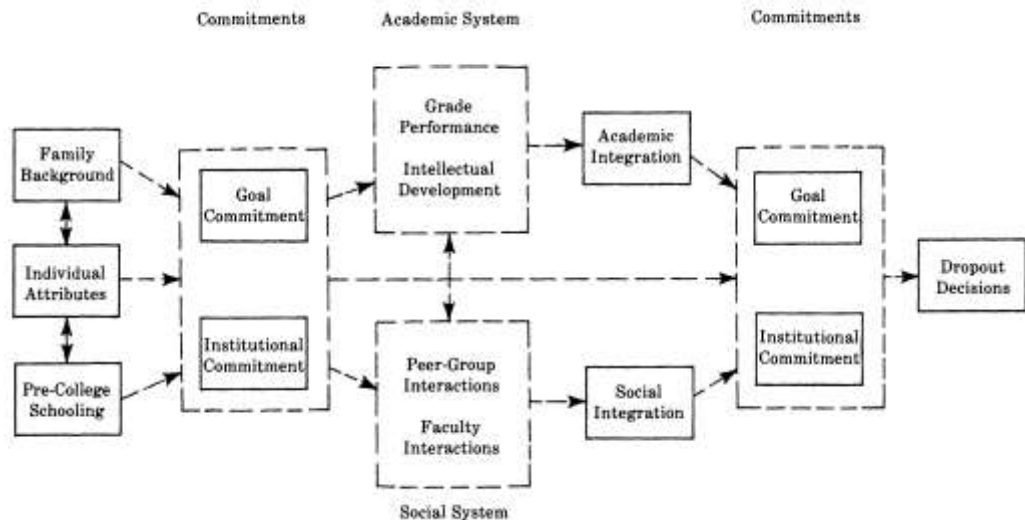 Commitments
Academic System
Commitments
Family
Background
Individual
Attributes
Pre-College
Schooling
Goal
Commitment
Institutional
Commitment
Grade
Performance
Intellectual
Development
Peer-Group
Interactions
Faculty
Interactions
Social System
Academic
Integration
Social
Integration
Goal
Commitment
Institutional
Commitment
Dropout
Decisions